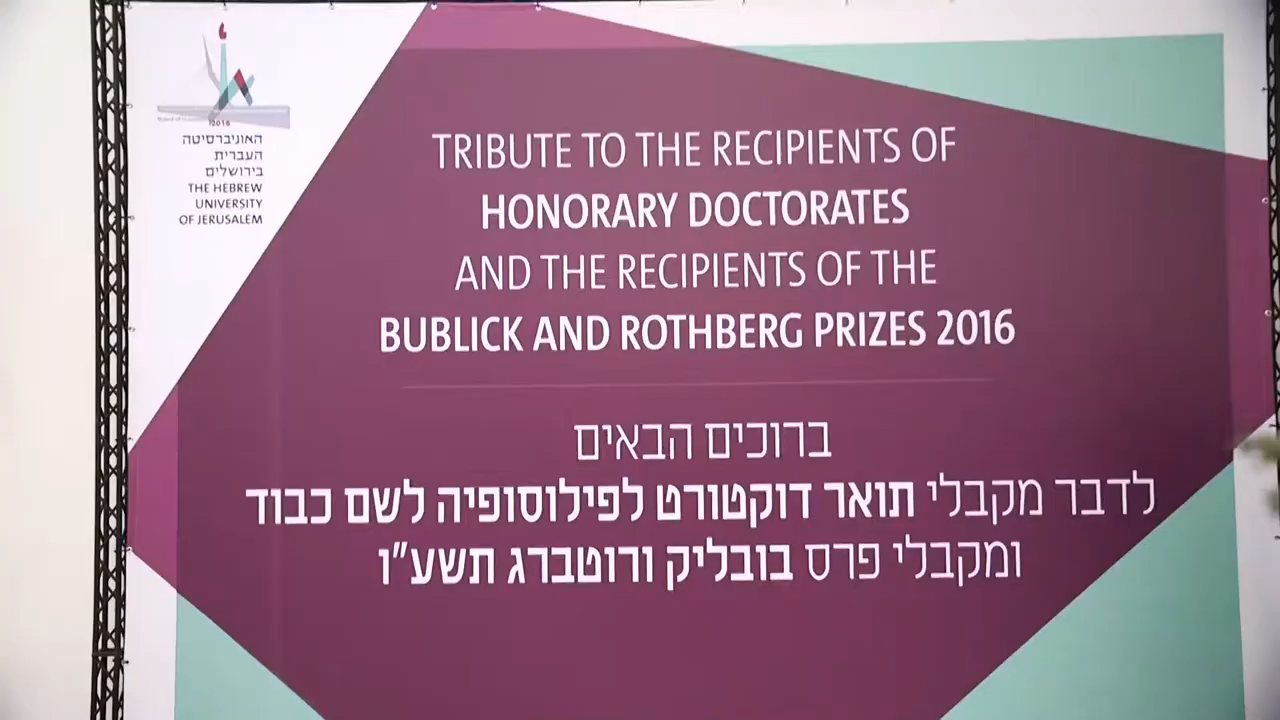 2016
האוניברסיטה
העברית
בירושלים
THE HEBREW
UNIVERSITY
OF JERUSALEM
TRIBUTE TO THE RECIPIENTS OF
HONORARY DOCTORATES
AND THE RECIPIENTS OF THE
BUBLICK AND ROTHBERG PRIZES 2016
ברוכים הבאים
לדבר מקבלי תואר דוקטורט לפילוסופיה לשם כבוד
ומקבלי פרס בובליק ורוטברג תשע"ו